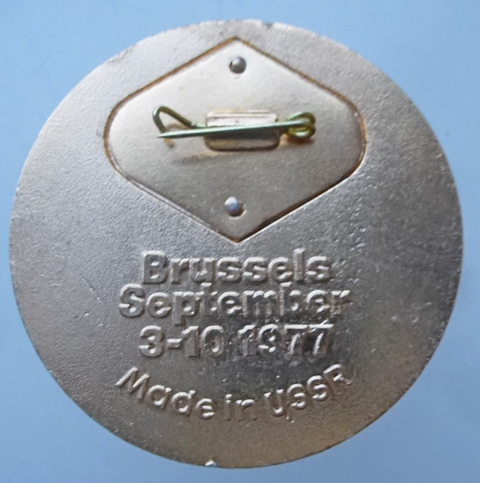 Brussels
September
3-10 1977
Made in USSR